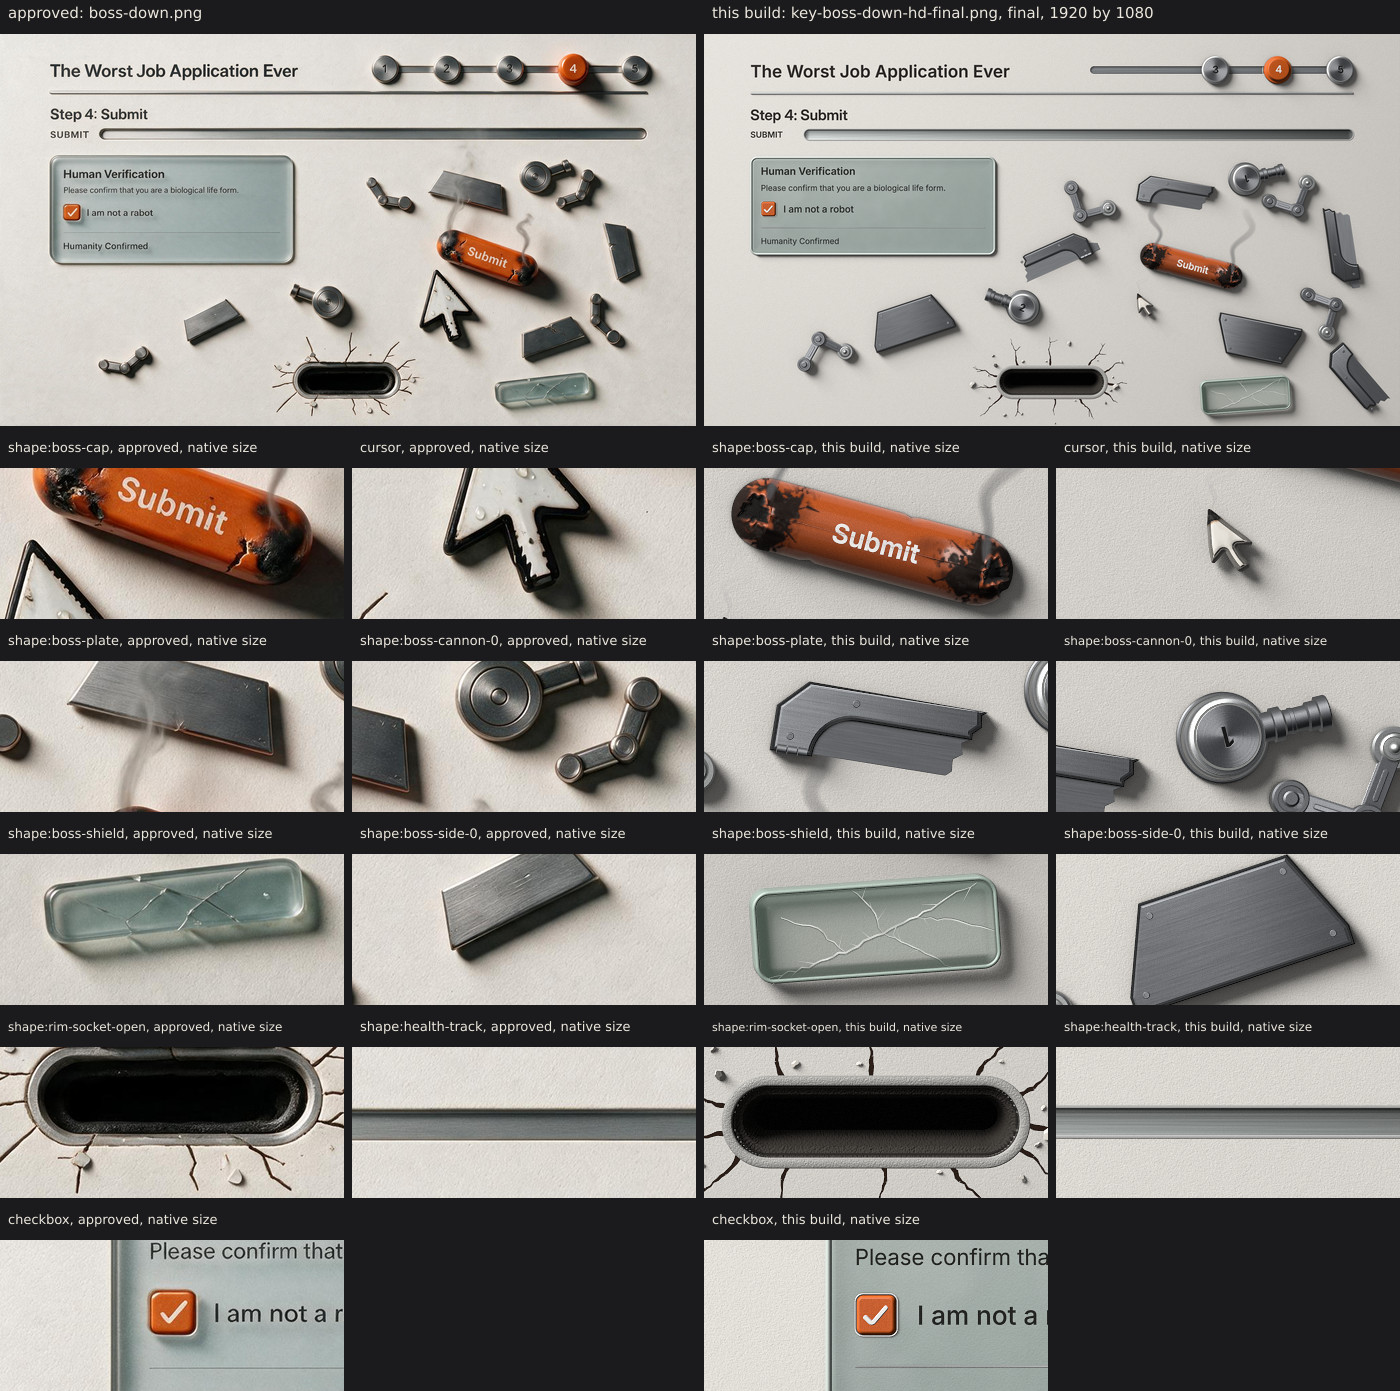 approved: boss-down.png
this build: key-boss-down-hd-final.png, final, 1920 by 1080
The Worst Job Application Ever
1 2 3 4 5
Step 4: Submit
SUBMIT
Human Verification
Please confirm that you are a biological life form.
I am not a rabot
Humanity Confirmed
Submit
The Worst Job Application Ever
3 4 5
Step 4: Submit
SUBMIT
Human Verification
Please confirm that you are a biological life form.
I am not a robot
Humanity Confirmed
Submit
2
shape:boss-cap, approved, native size
cursor, approved, native size
shape:boss-cap, this build, native size
cursor, this build, native size
Submit
Submit
shape:boss-plate, approved, native size
shape:boss-cannon-0, approved, native size
shape:boss-plate, this build, native size
shape:boss-cannon-0, this build, native size
1
shape:boss-shield, approved, native size
shape:boss-side-0, approved, native size
shape:boss-shield, this build, native size
shape:boss-side-0, this build, native size
shape:rim-socket-open, approved, native size
shape:health-track, approved, native size
shape:rim-socket-open, this build, native size
shape:health-track, this build, native size
checkbox, approved, native size
checkbox, this build, native size
Please confirm that
I am not a r
Please confirm tha
I am not a